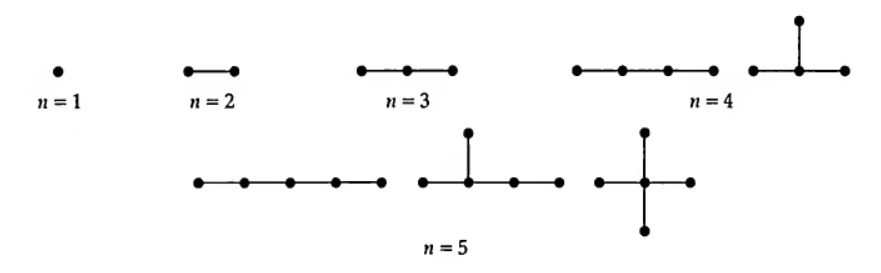 n = 1
n = 2
n = 3
n = 4
n = 5